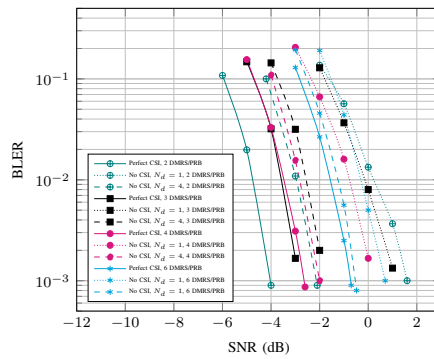 BLER
10⁻¹
10⁻²
10⁻³
Perfect CSI, 2 DMRS/PRB
No CSI, N_d = 1, 2 DMRS/PRB
No CSI, N_d = 4, 2 DMRS/PRB
Perfect CSI, 3 DMRS/PRB
No CSI, N_d = 1, 3 DMRS/PRB
No CSI, N_d = 4, 3 DMRS/PRB
Perfect CSI, 4 DMRS/PRB
No CSI, N_d = 1, 4 DMRS/PRB
No CSI, N_d = 4, 4 DMRS/PRB
Perfect CSI, 6 DMRS/PRB
No CSI, N_d = 1, 6 DMRS/PRB
No CSI, N_d = 1, 6 DMRS/PRB
−12 −10 −8 −6 −4 −2 0 2
SNR (dB)